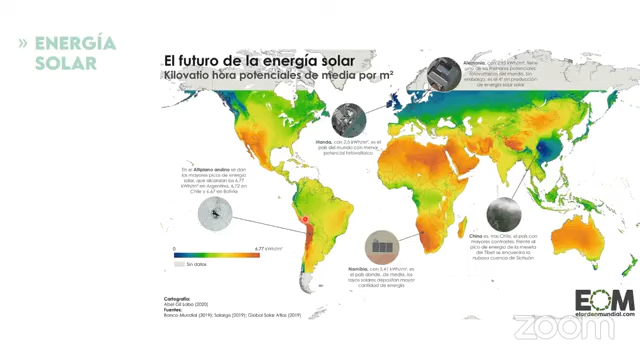 » ENERGÍA
SOLAR
El futuro de la energía solar
Kilovatio hora potenciales de media por m²
Alemania, con 2,95 kWh/m², tiene
uno de los menores potenciales
fotovoltaicos del mundo, sin
embargo, es el 4º en producción
de energía solar
Irlanda, con 2,5 kWh/m², es el
país del mundo con menor
potencial fotovoltaico
En el Altiplano andino se dan
los mayores picos de energía
solar, que alcanzan los 6,77
kWh/m² en Argentina, 6,72 en
Chile y 6,67 en Bolivia
China es, tras Chile, el país con
mayores contrastes, frente al
pico de energía de la meseta
del Tíbet se encuentra la
nubosa cuenca de Sichuán
Namibia, con 5,41 kWh/m², es
el país donde, de media, los
rayos solares depositan mayor
cantidad de energía
0
6,77 kWh/m²
Sin datos
Cartografía:
Abel Gil Lobo (2020)
Fuentes:
Banco Mundial (2019); Solargis (2019); Global Solar Atlas (2019)
EOM
elordenmundial.com
zoom